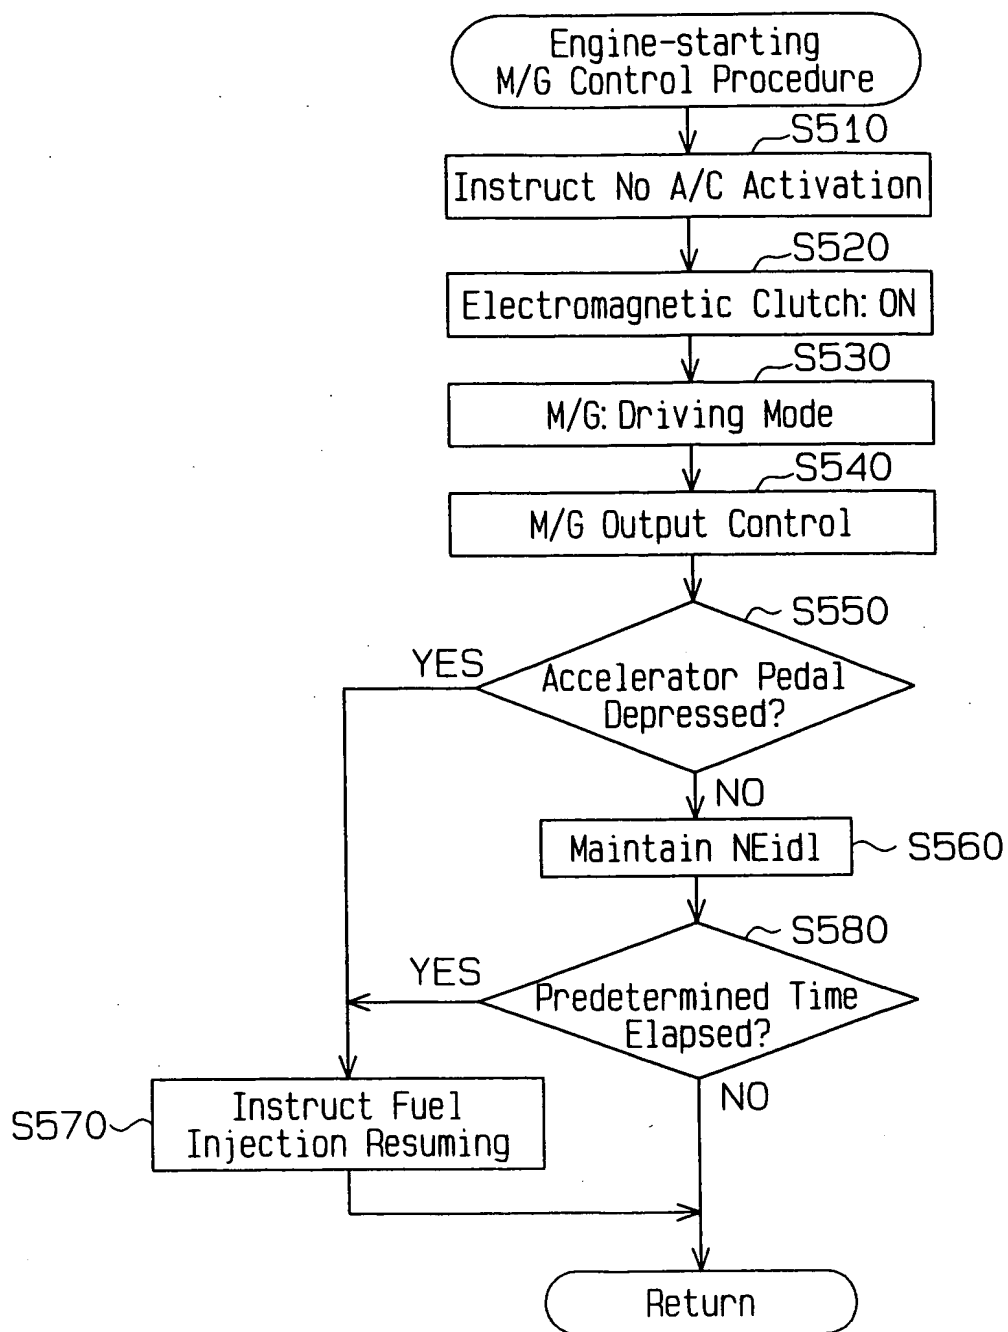 Engine-starting
M/G Control Procedure
S510
Instruct No A/C Activation
S520
Electromagnetic Clutch: ON
S530
M/G: Driving Mode
S540
M/G Output Control
S550
YES
Accelerator Pedal
Depressed?
NO
Maintain NEidl
S560
S580
YES
Predetermined Time
Elapsed?
NO
S570
Instruct Fuel
Injection Resuming
Return